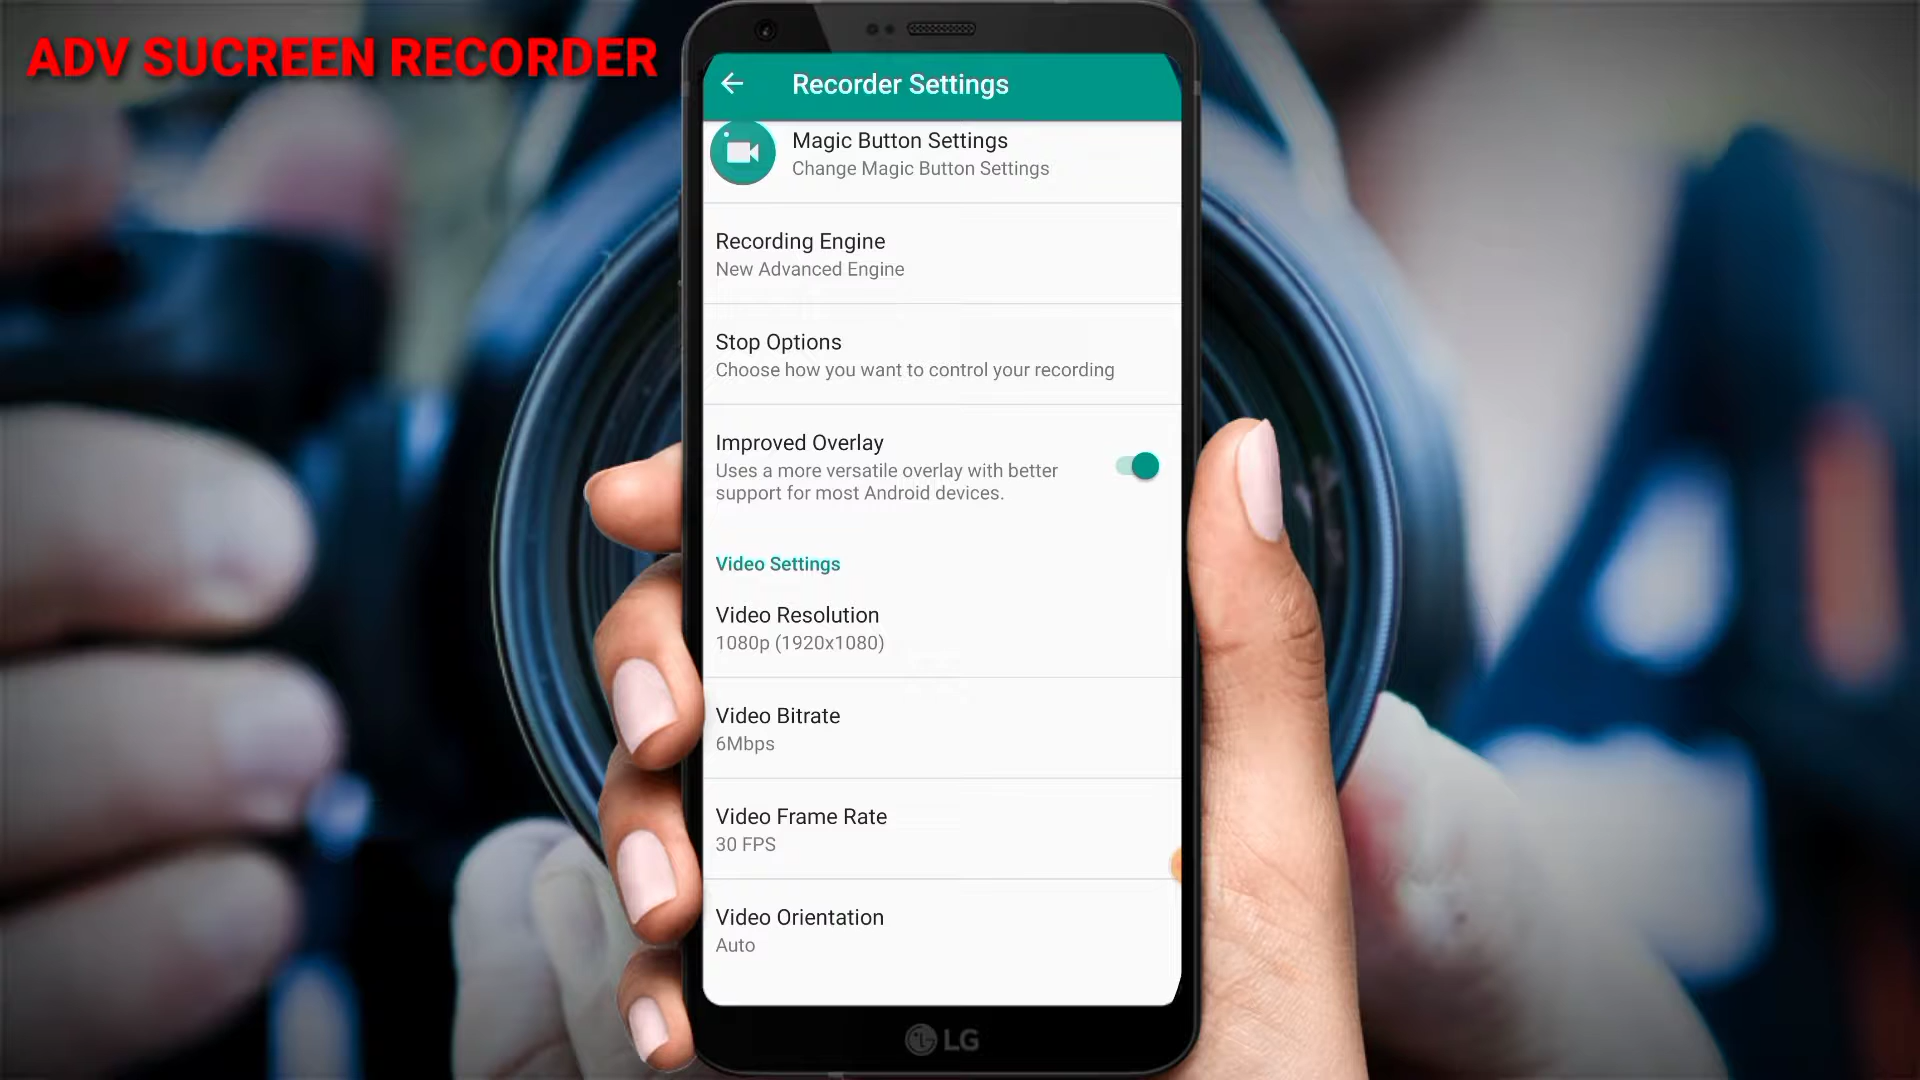 ADV SUCREEN RECORDER
Recorder Settings
Magic Button Settings
Change Magic Button Settings
Recording Engine
New Advanced Engine
Stop Options
Choose how you want to control your recording
Improved Overlay
Uses a more versatile overlay with better
support for most Android devices.
Video Settings
Video Resolution
1080p (1920x1080)
Video Bitrate
6Mbps
Video Frame Rate
30 FPS
Video Orientation
Auto
LG